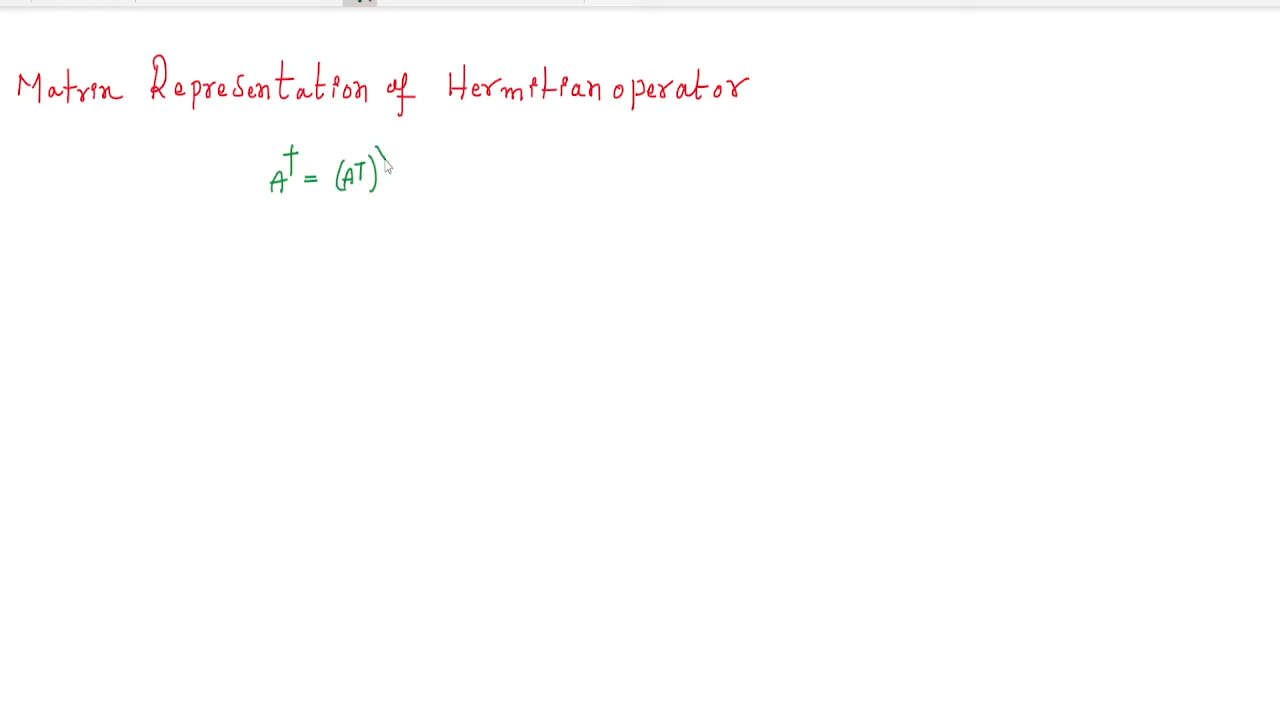 Matrix Representation of Hermitian operator
A† = (AT)\